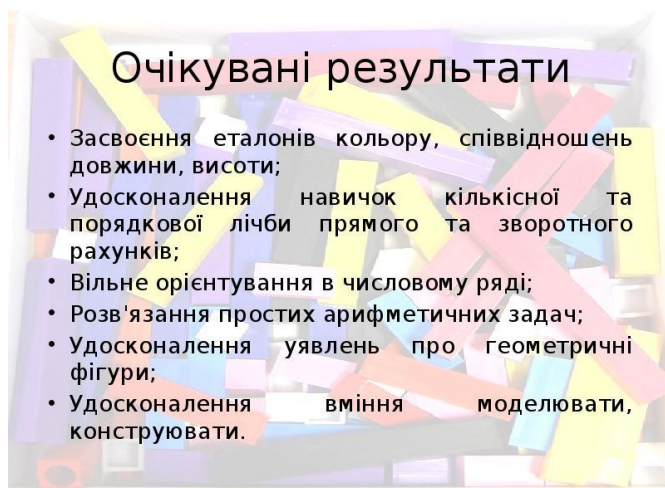 Очікувані результати
• Засвоєння еталонів кольору, співвідношень
довжини, висоти;
• Удосконалення навичок кількісної та
порядкової лічби прямого та зворотного
рахунків;
• Вільне орієнтування в числовому ряді;
• Розв'язання простих арифметичних задач;
• Удосконалення уявлень про геометричні
фігури;
• Удосконалення вміння моделювати,
конструювати.